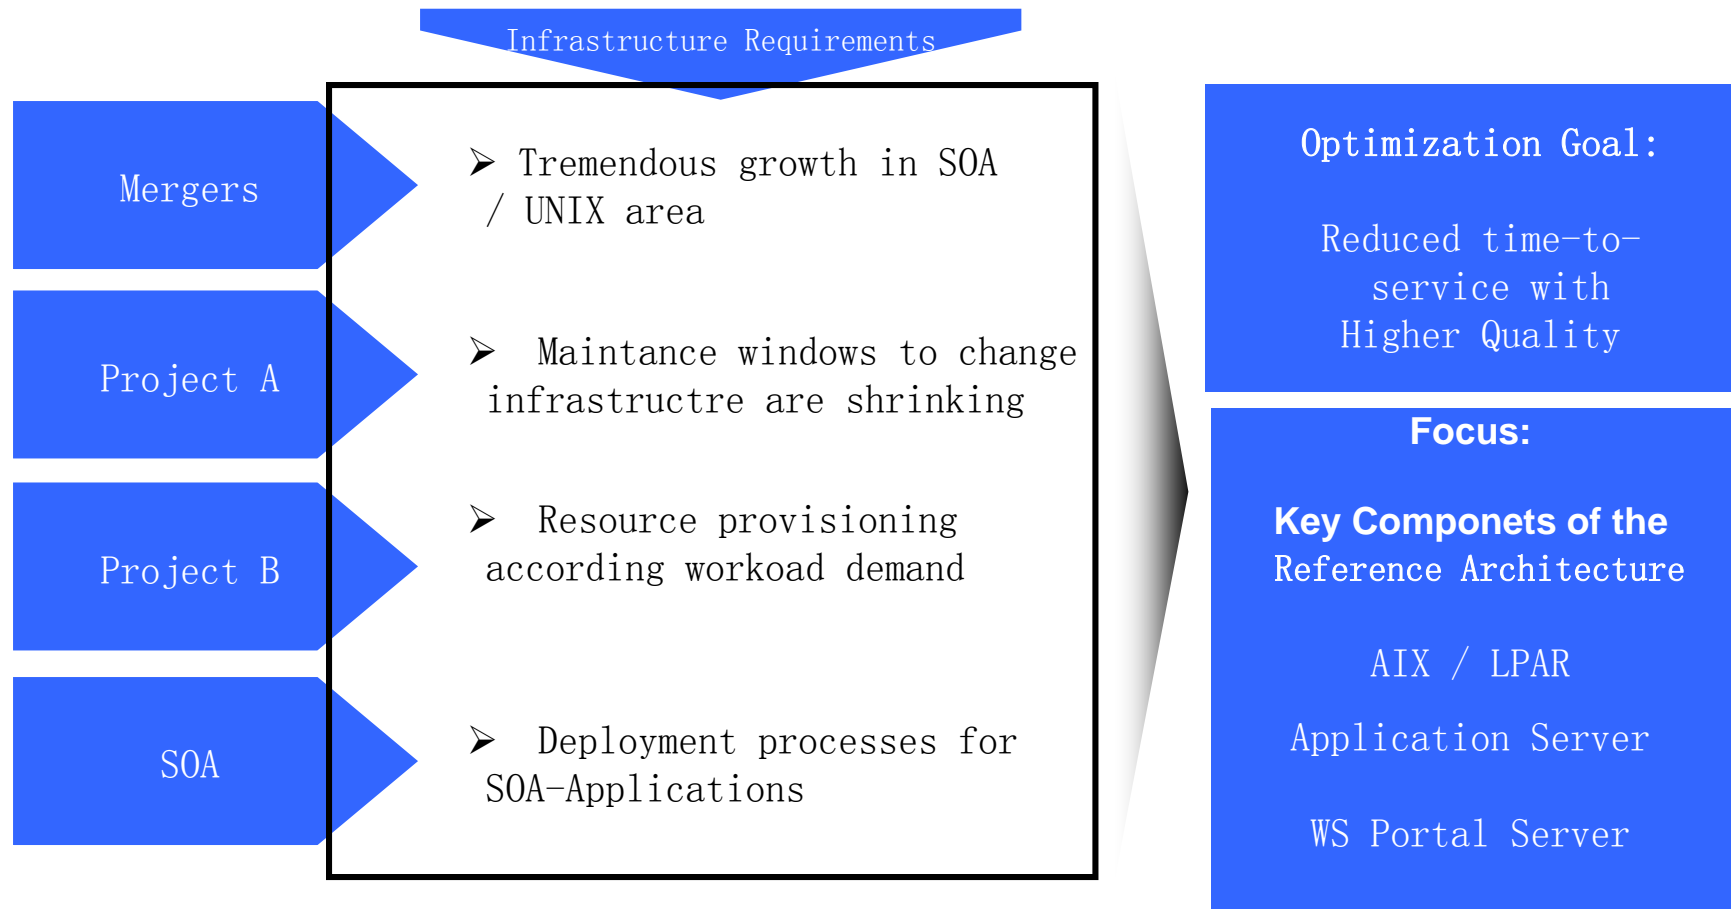 Infrastructure Requirements
Mergers
➢ Tremendous growth in SOA
/ UNIX area
Project A
➢ Maintance windows to change
infrastructre are shrinking
Project B
➢ Resource provisioning
according workoad demand
SOA
➢ Deployment processes for
SOA-Applications
Optimization Goal:
Reduced time-to-
service with
Higher Quality
Focus:
Key Componets of the
Reference Architecture
AIX / LPAR
Application Server
WS Portal Server